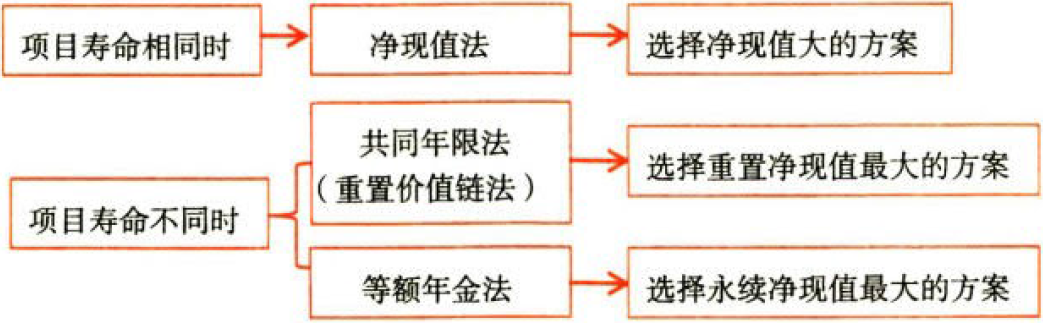 项目寿命相同时
净现值法
选择净现值大的方案
共同年限法
（重置价值链法）
选择重置净现值最大的方案
项目寿命不同时
等额年金法
选择永续净现值最大的方案